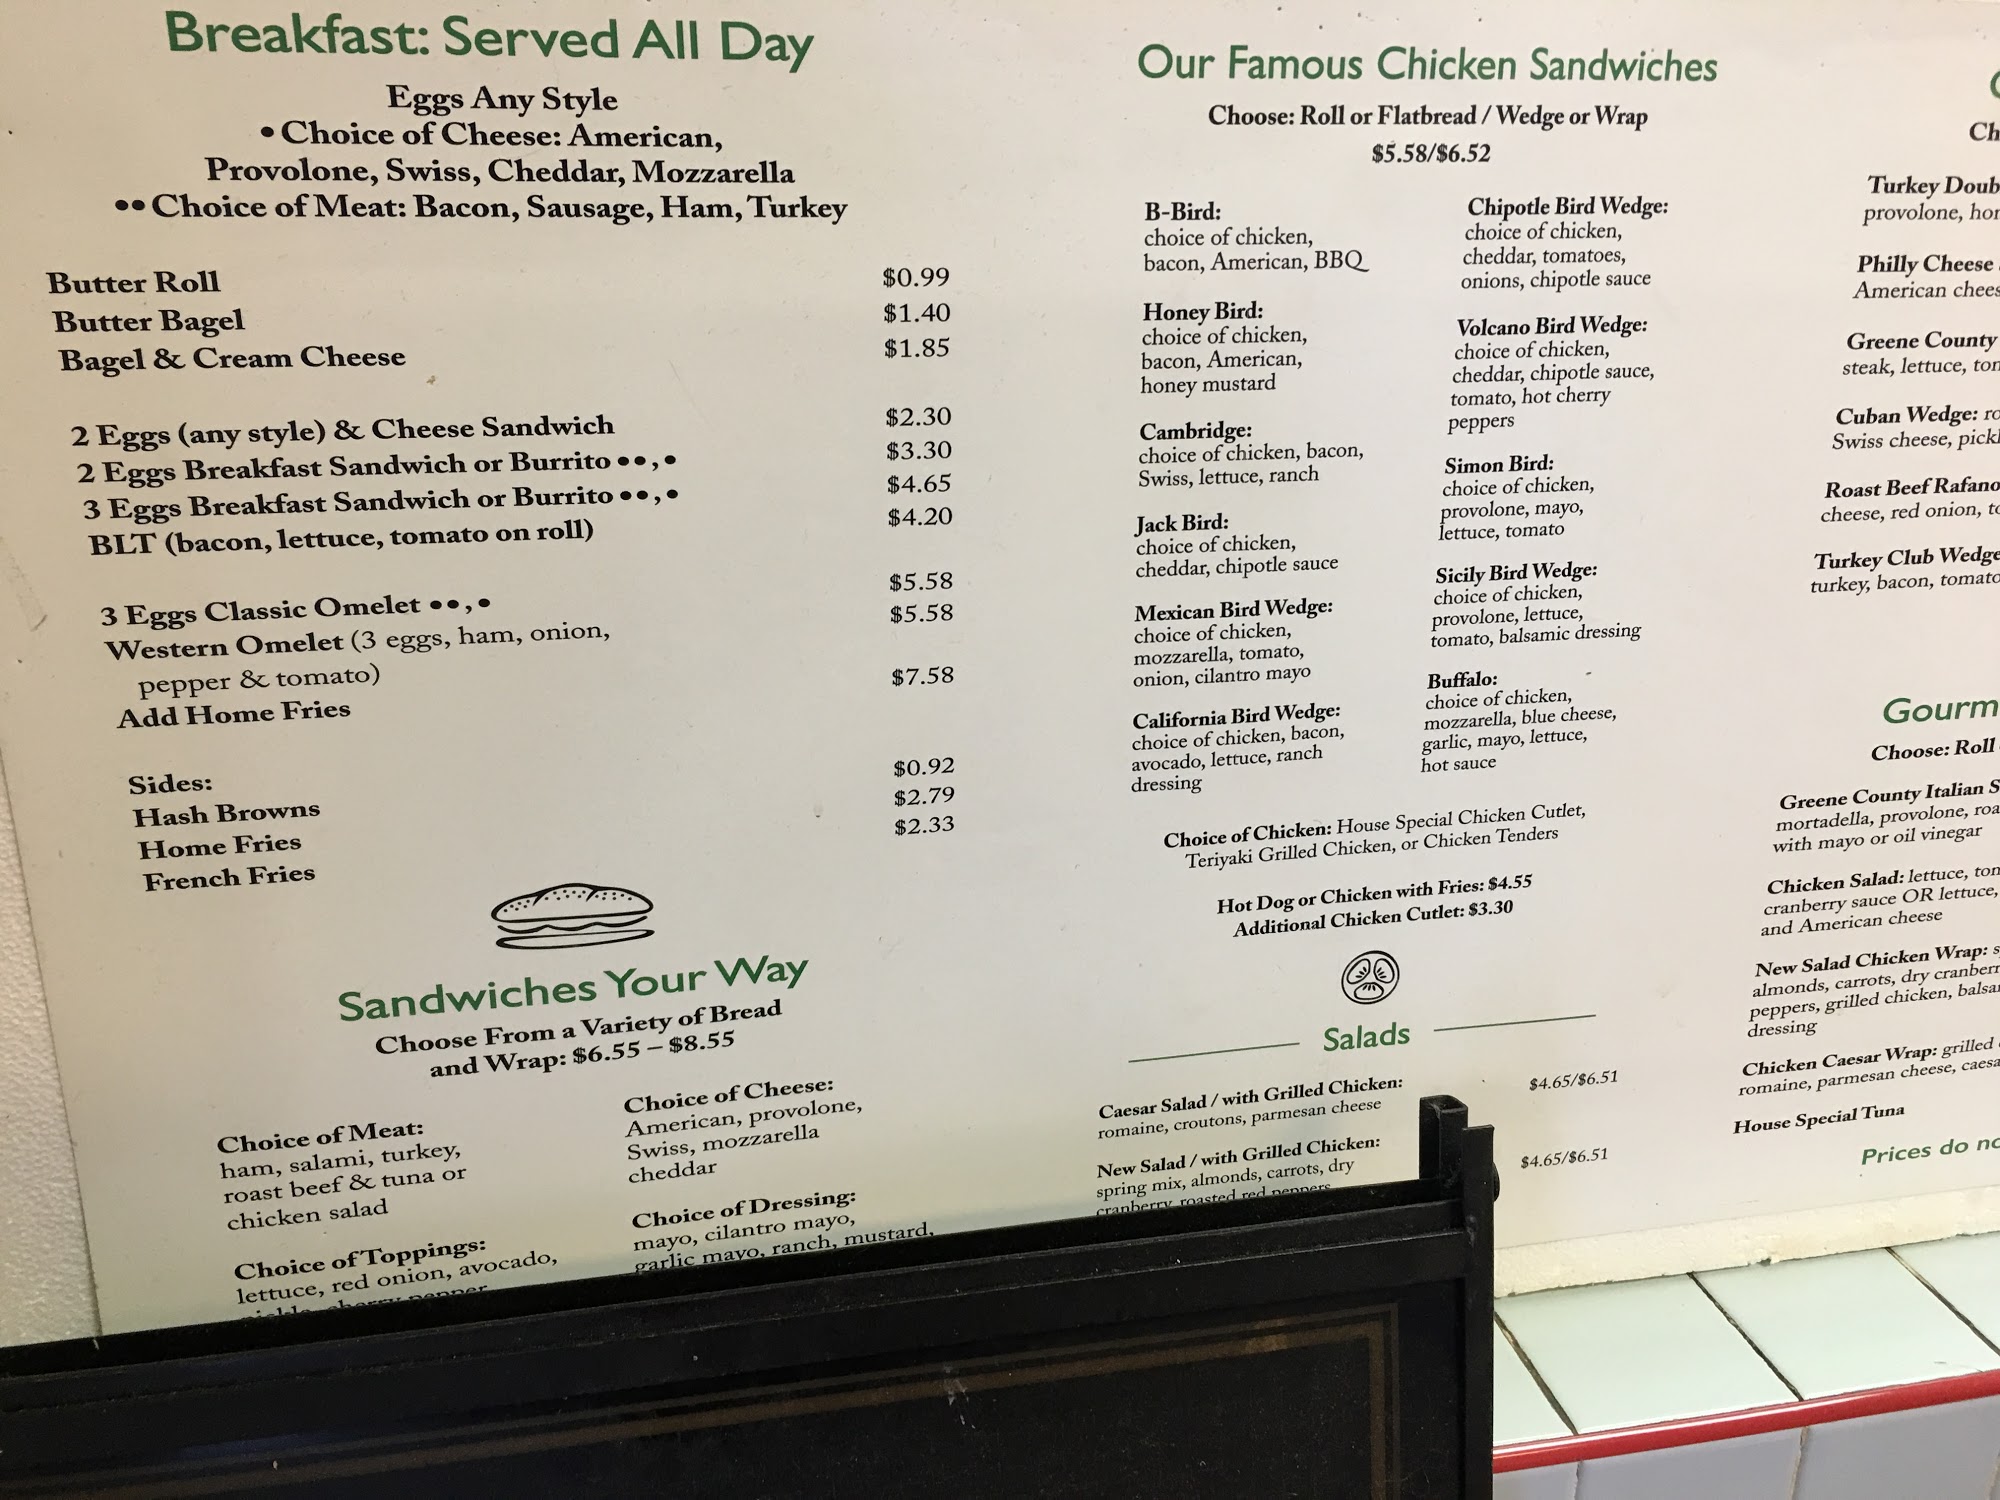 Breakfast: Served All Day
Eggs Any Style
• Choice of Cheese: American,
Provolone, Swiss, Cheddar, Mozzarella
•• Choice of Meat: Bacon, Sausage, Ham, Turkey
Butter Roll $0.99
Butter Bagel $1.40
Bagel & Cream Cheese $1.85
2 Eggs (any style) & Cheese Sandwich $2.30
2 Eggs Breakfast Sandwich or Burrito ••,• $3.30
3 Eggs Breakfast Sandwich or Burrito ••,• $4.65
BLT (bacon, lettuce, tomato on roll) $4.20
3 Eggs Classic Omelet ••,• $5.58
Western Omelet (3 eggs, ham, onion, $5.58
pepper & tomato)
Add Home Fries $7.58
Sides:
Hash Browns $0.92
Home Fries $2.79
French Fries $2.33
Sandwiches Your Way
Choose From a Variety of Bread
and Wrap: $6.55 – $8.55
Choice of Meat:
ham, salami, turkey,
roast beef & tuna or
chicken salad
Choice of Toppings:
lettuce, red onion, avocado,
pickle, cherry pepper
Choice of Cheese:
American, provolone,
Swiss, mozzarella
cheddar
Choice of Dressing:
mayo, cilantro mayo,
garlic mayo, ranch, mustard,
Our Famous Chicken Sandwiches
Choose: Roll or Flatbread / Wedge or Wrap
$5.58/$6.52
B-Bird:
choice of chicken,
bacon, American, BBQ
Honey Bird:
choice of chicken,
bacon, American,
honey mustard
Cambridge:
choice of chicken, bacon,
Swiss, lettuce, ranch
Jack Bird:
choice of chicken,
cheddar, chipotle sauce
Mexican Bird Wedge:
choice of chicken,
mozzarella, tomato,
onion, cilantro mayo
California Bird Wedge:
choice of chicken, bacon,
avocado, lettuce, ranch
dressing
Chipotle Bird Wedge:
choice of chicken,
cheddar, tomatoes,
onions, chipotle sauce
Volcano Bird Wedge:
choice of chicken,
cheddar, chipotle sauce,
tomato, hot cherry
peppers
Simon Bird:
choice of chicken,
provolone, mayo,
lettuce, tomato
Sicily Bird Wedge:
choice of chicken,
provolone, lettuce,
tomato, balsamic dressing
Buffalo:
choice of chicken,
mozzarella, blue cheese,
garlic, mayo, lettuce,
hot sauce
Choice of Chicken: House Special Chicken Cutlet,
Teriyaki Grilled Chicken, or Chicken Tenders
Hot Dog or Chicken with Fries: $4.55
Additional Chicken Cutlet: $3.30
Salads
Caesar Salad / with Grilled Chicken: $4.65/$6.51
romaine, croutons, parmesan cheese
New Salad / with Grilled Chicken: $4.65/$6.51
spring mix, almonds, carrots, dry
cranberry, roasted red peppers
Turkey
provolone,
Philly Cheese
American
Greene County
steak, lettuce,
Cuban Wedge:
Swiss cheese,
Roast Beef
cheese, red onion,
Turkey Club Wedge
turkey, bacon,
Choose: Roll
Greene County Italian
mortadella, provolone,
with mayo or oil vinegar
Chicken Salad: lettuce,
cranberry sauce OR lettuce,
and American cheese
New Salad Chicken Wrap:
almonds, carrots, dry
peppers, grilled chicken,
dressing
Chicken Caesar Wrap: grilled
romaine, parmesan cheese,
House Special Tuna
Prices do